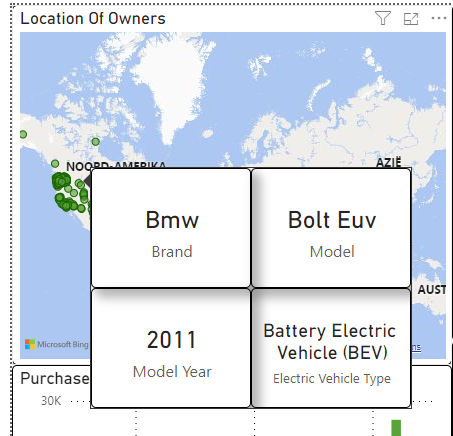 Location Of Owners
NOORD-AMERIKA
AZIË
Bmw
Brand
Bolt Euv
Model
AUST
2011
Model Year
Battery Electric
Vehicle (BEV)
Electric Vehicle Type
Microsoft Bing
Purchase
30K